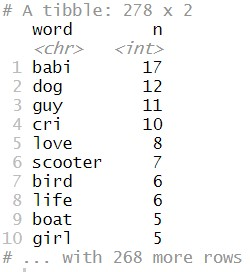 # A tibble: 278 x 2
word n
<chr> <int>
1 babi 17
2 dog 12
3 guy 11
4 cri 10
5 love 8
6 scooter 7
7 bird 6
8 life 6
9 boat 5
10 girl 5
# ... with 268 more rows